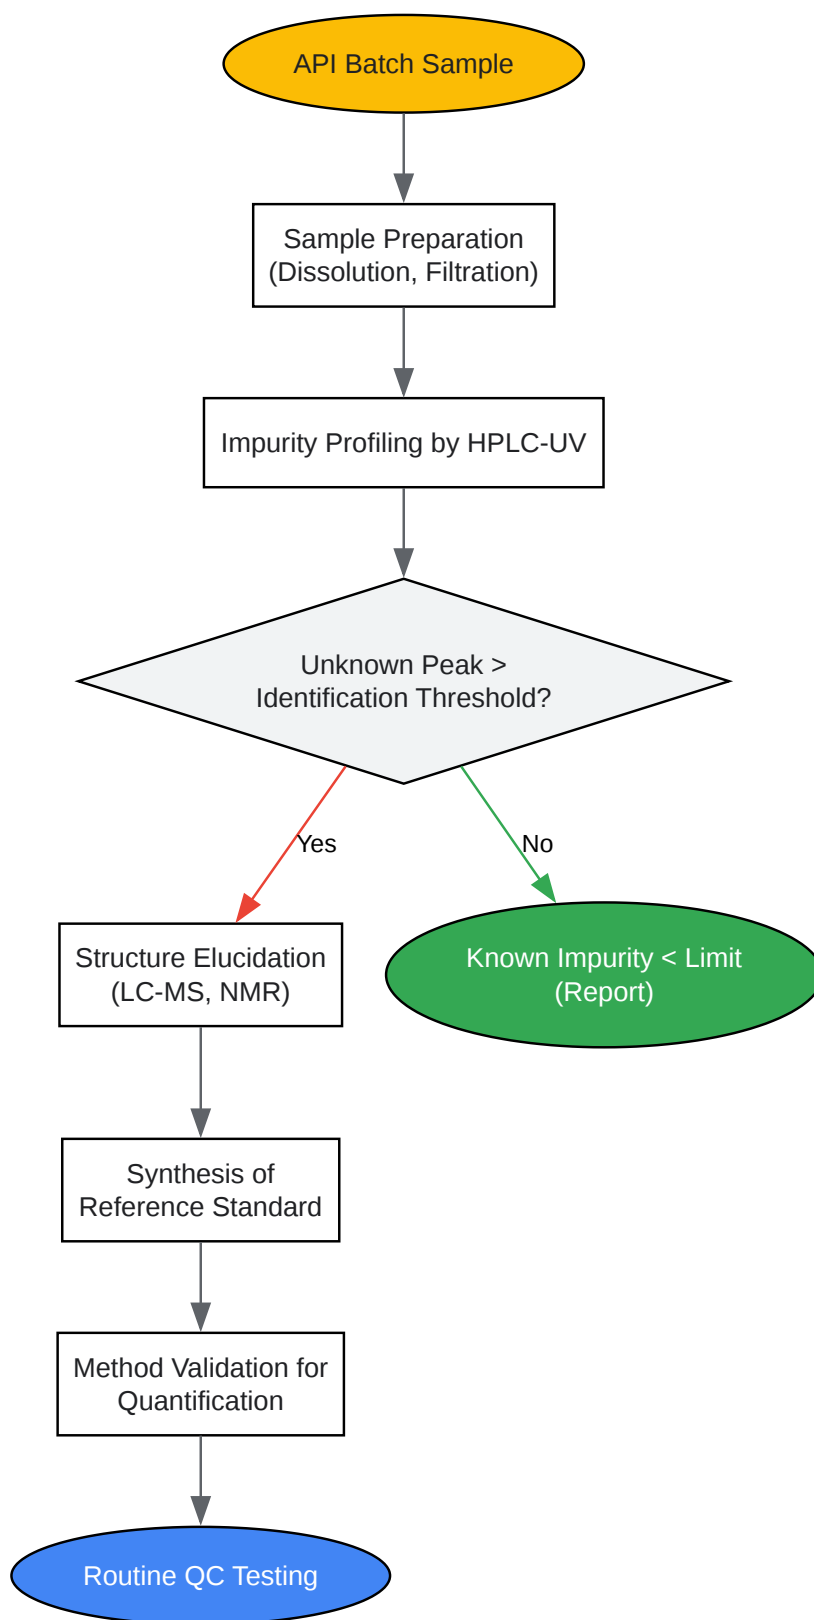 API Batch Sample
Sample Preparation
(Dissolution, Filtration)
Impurity Profiling by HPLC-UV
Unknown Peak >
Identification Threshold?
Yes
No
Structure Elucidation
(LC-MS, NMR)
Known Impurity < Limit
(Report)
Synthesis of
Reference Standard
Method Validation for
Quantification
Routine QC Testing